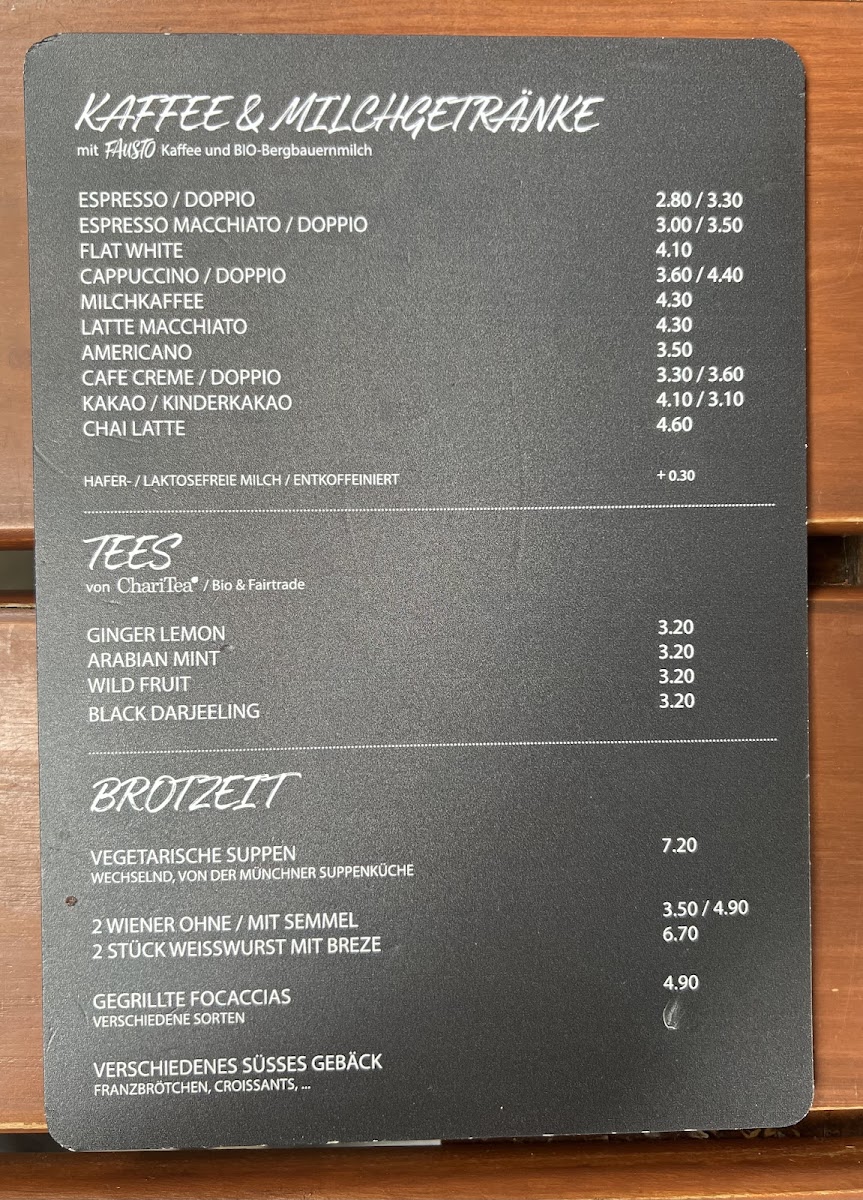 KAFFEE & MILCHGETRÄNKE
mit FAUSTO Kaffee und BIO-Bergbauernmilch
ESPRESSO / DOPPIO 2.80 / 3.30
ESPRESSO MACCHIATO / DOPPIO 3.00 / 3.50
FLAT WHITE 4.10
CAPPUCCINO / DOPPIO 3.60 / 4.40
MILCHKAFFEE 4.30
LATTE MACCHIATO 4.30
AMERICANO 3.50
CAFE CREME / DOPPIO 3.30 / 3.60
KAKAO / KINDERKAKAO 4.10 / 3.10
CHAI LATTE 4.60
HAFER- / LAKTOSEFREIE MILCH / ENTKOFFEINIERT + 0.30
TEES
von ChariTea / Bio & Fairtrade
GINGER LEMON 3.20
ARABIAN MINT 3.20
WILD FRUIT 3.20
BLACK DARJEELING 3.20
BROTZEIT
VEGETARISCHE SUPPEN 7.20
WECHSELND, VON DER MÜNCHNER SUPPENKÜCHE
2 WIENER OHNE / MIT SEMMEL 3.50 / 4.90
2 STÜCK WEISSWURST MIT BREZE 6.70
GEGRILLTE FOCACCIAS 4.90
VERSCHIEDENE SORTEN
VERSCHIEDENES SÜSSES GEBÄCK
FRANZBRÖTCHEN, CROISSANTS, ...